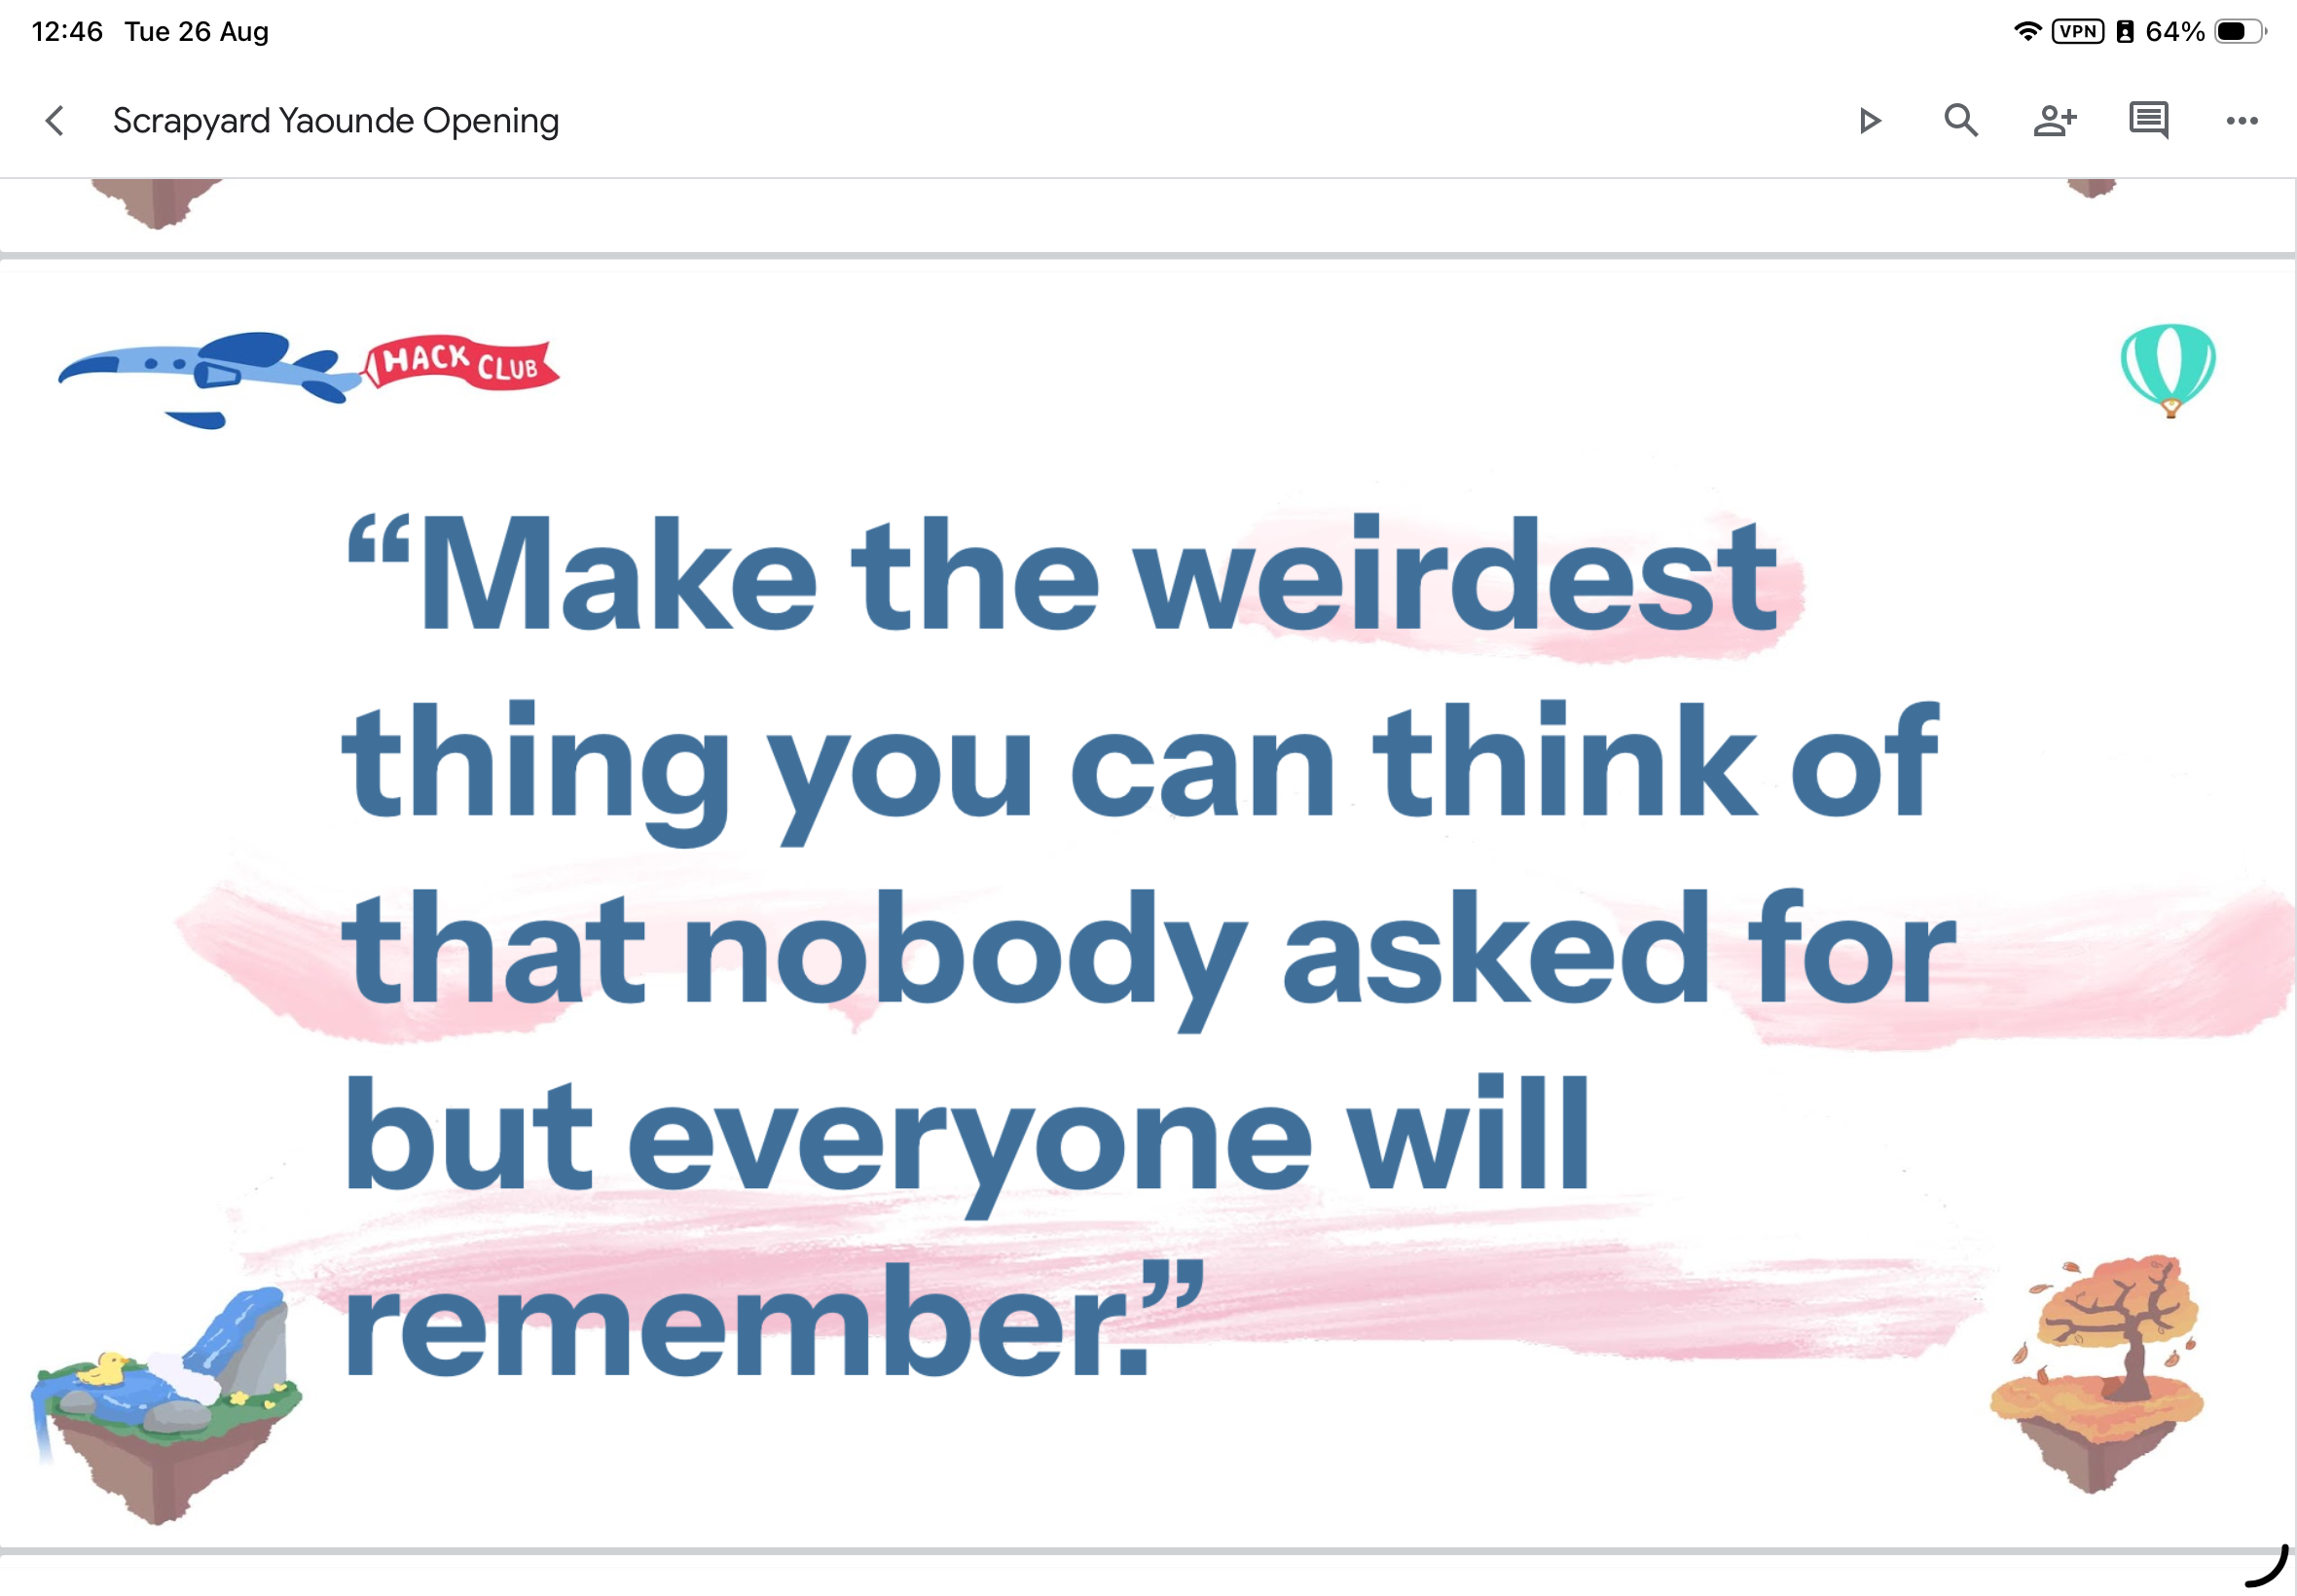 12:46 Tue 26 Aug
VPN 64%
Scrapyard Yaounde Opening
HACK CLUB
“Make the weirdest
thing you can think of
that nobody asked for
but everyone will
remember.”